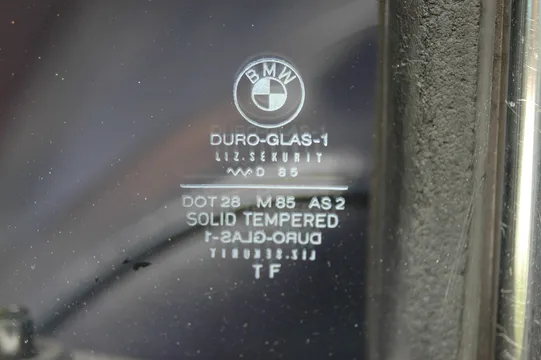 BMW
DURO-GLAS-1
LIZ. SEKURIT
D 85
DOT 28 M 85 AS 2
SOLID TEMPERED
DURO-GLAS-1
LIZ.SEKURIT
TF